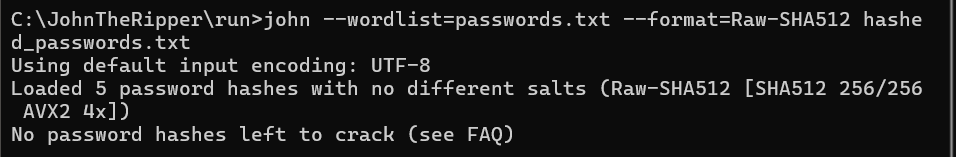 C:\JohnTheRipper\run>john --wordlist=passwords.txt --format=Raw-SHA512 hashe
d_passwords.txt
Using default input encoding: UTF-8
Loaded 5 password hashes with no different salts (Raw-SHA512 [SHA512 256/256
 AVX2 4x])
No password hashes left to crack (see FAQ)